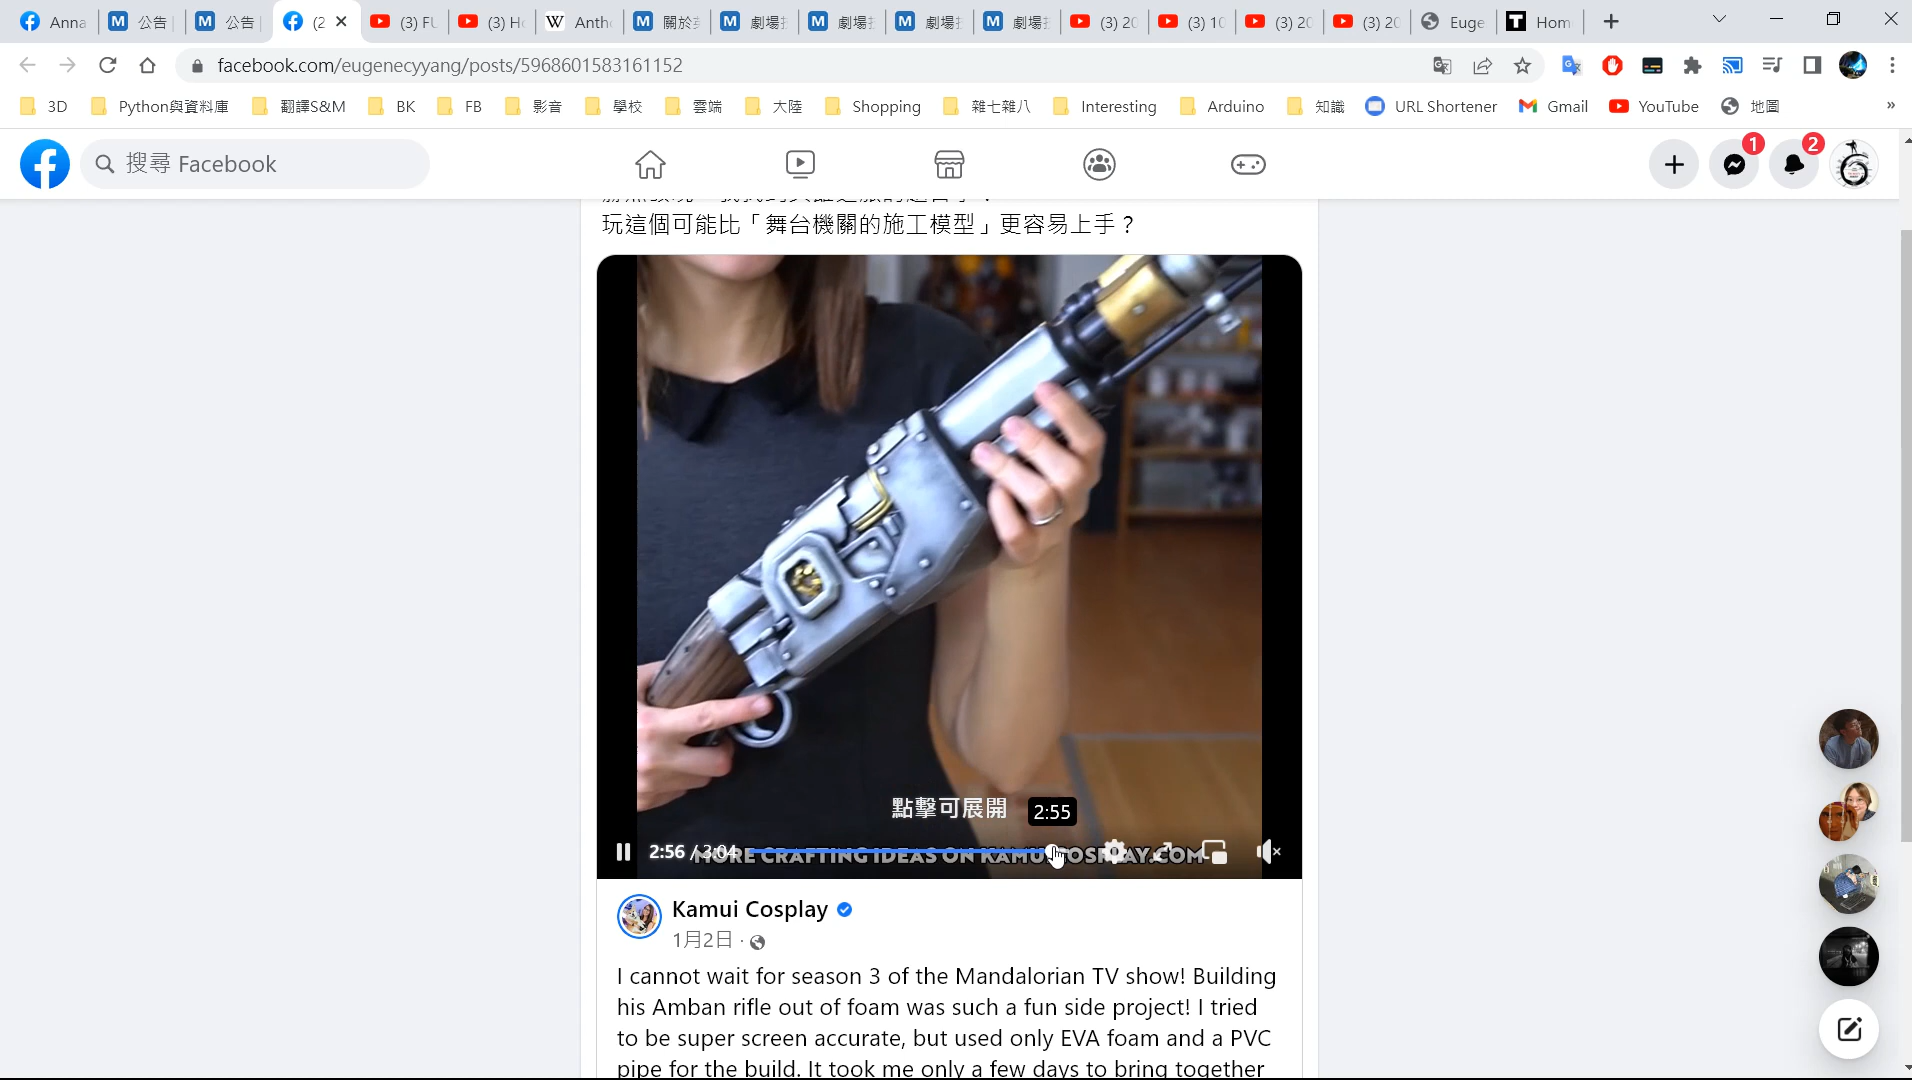 Anna
公告
公告
(2
(3) FU
(3) Ho
Anth
關於
劇場
劇場
劇場
劇場
(3) 20
(3) 10
(3) 20
(3) 20
Euge
Hom
facebook.com/eugenecyyang/posts/5968601583161152
3D
Python與資料庫
翻譯S&M
BK
FB
影音
學校
雲端
大陸
Shopping
雜七雜八
Interesting
Arduino
知識
URL Shortener
Gmail
YouTube
地圖
»
搜尋 Facebook
1
2
玩這個可能比「舞台機關的施工模型」更容易上手？
點擊可展開
2:55
2:56 / 3:04
MORE CRAFTING IDEAS ON KAMUICOSPLAY.COM
Kamui Cosplay
1月2日 ·
I cannot wait for season 3 of the Mandalorian TV show! Building
his Amban rifle out of foam was such a fun side project! I tried
to be super screen accurate, but used only EVA foam and a PVC
pipe for the build. It took me only a few days to bring together